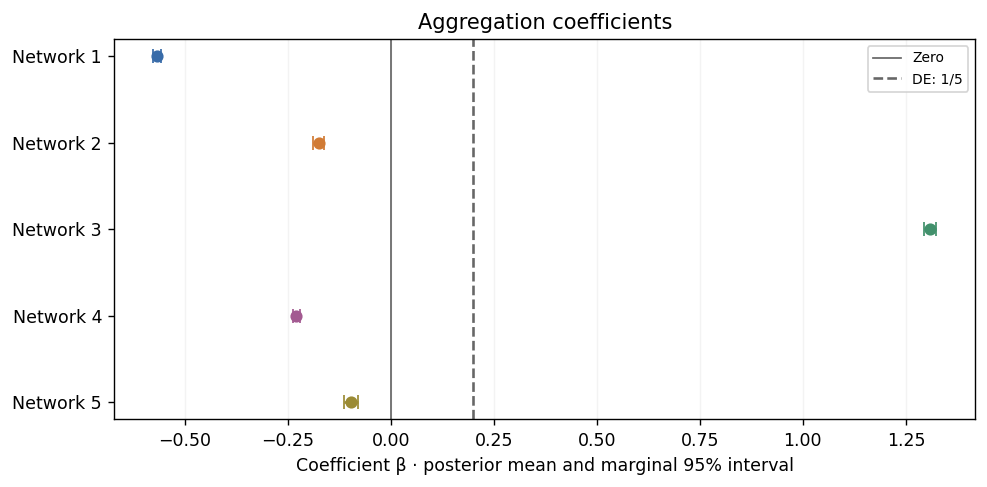 Aggregation coefficients
Network 1
Network 2
Network 3
Network 4
Network 5
Zero
DE: 1/5
−0.50
−0.25
0.00
0.25
0.50
0.75
1.00
1.25
Coefficient β · posterior mean and marginal 95% interval